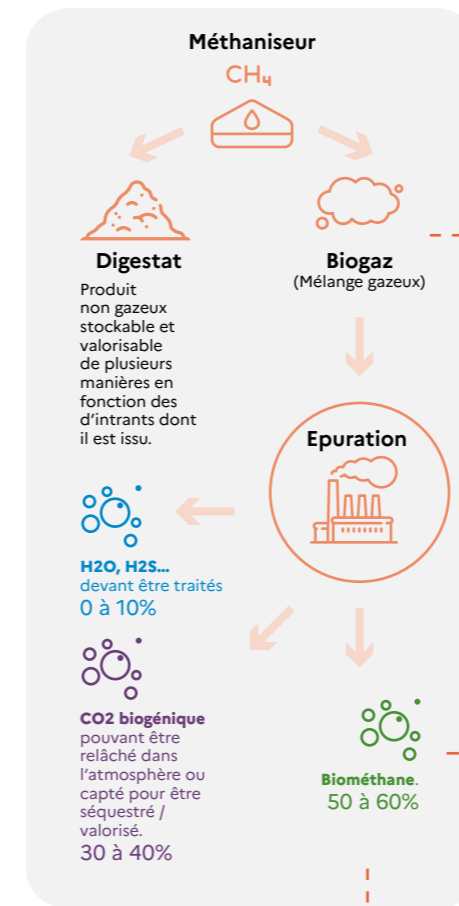 Méthaniseur
CH4
Digestat
Produit
non gazeux
stockable et
valorisable
de plusieurs
manières en
fonction des
d'intrants dont
il est issu.
Biogaz
(Mélange gazeux)
Epuration
H2O, H2S...
devant être traités
0 à 10%
CO2 biogénique
pouvant être
relâché dans
l'atmosphère ou
capté pour être
séquestré /
valorisé.
30 à 40%
Biométhane.
50 à 60%